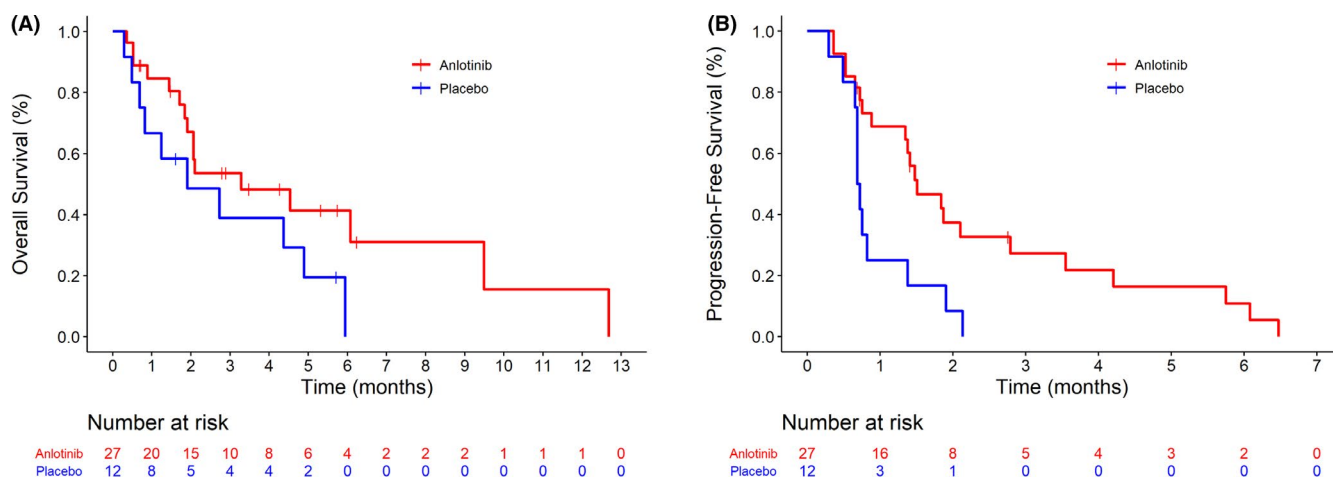 (A)
Overall Survival (%)
1.0
0.8
0.6
0.4
0.2
0.0
Anlotinib
Placebo
0 1 2 3 4 5 6 7 8 9 10 11 12 13
Time (months)
Number at risk
Anlotinib 27 20 15 10 8 6 4 2 2 2 1 1 1 0
Placebo 12 8 5 4 4 2 0 0 0 0 0 0 0 0
(B)
Progression-Free Survival (%)
1.0
0.8
0.6
0.4
0.2
0.0
Anlotinib
Placebo
0 1 2 3 4 5 6 7
Time (months)
Number at risk
Anlotinib 27 16 8 5 4 3 2 0
Placebo 12 3 1 0 0 0 0 0